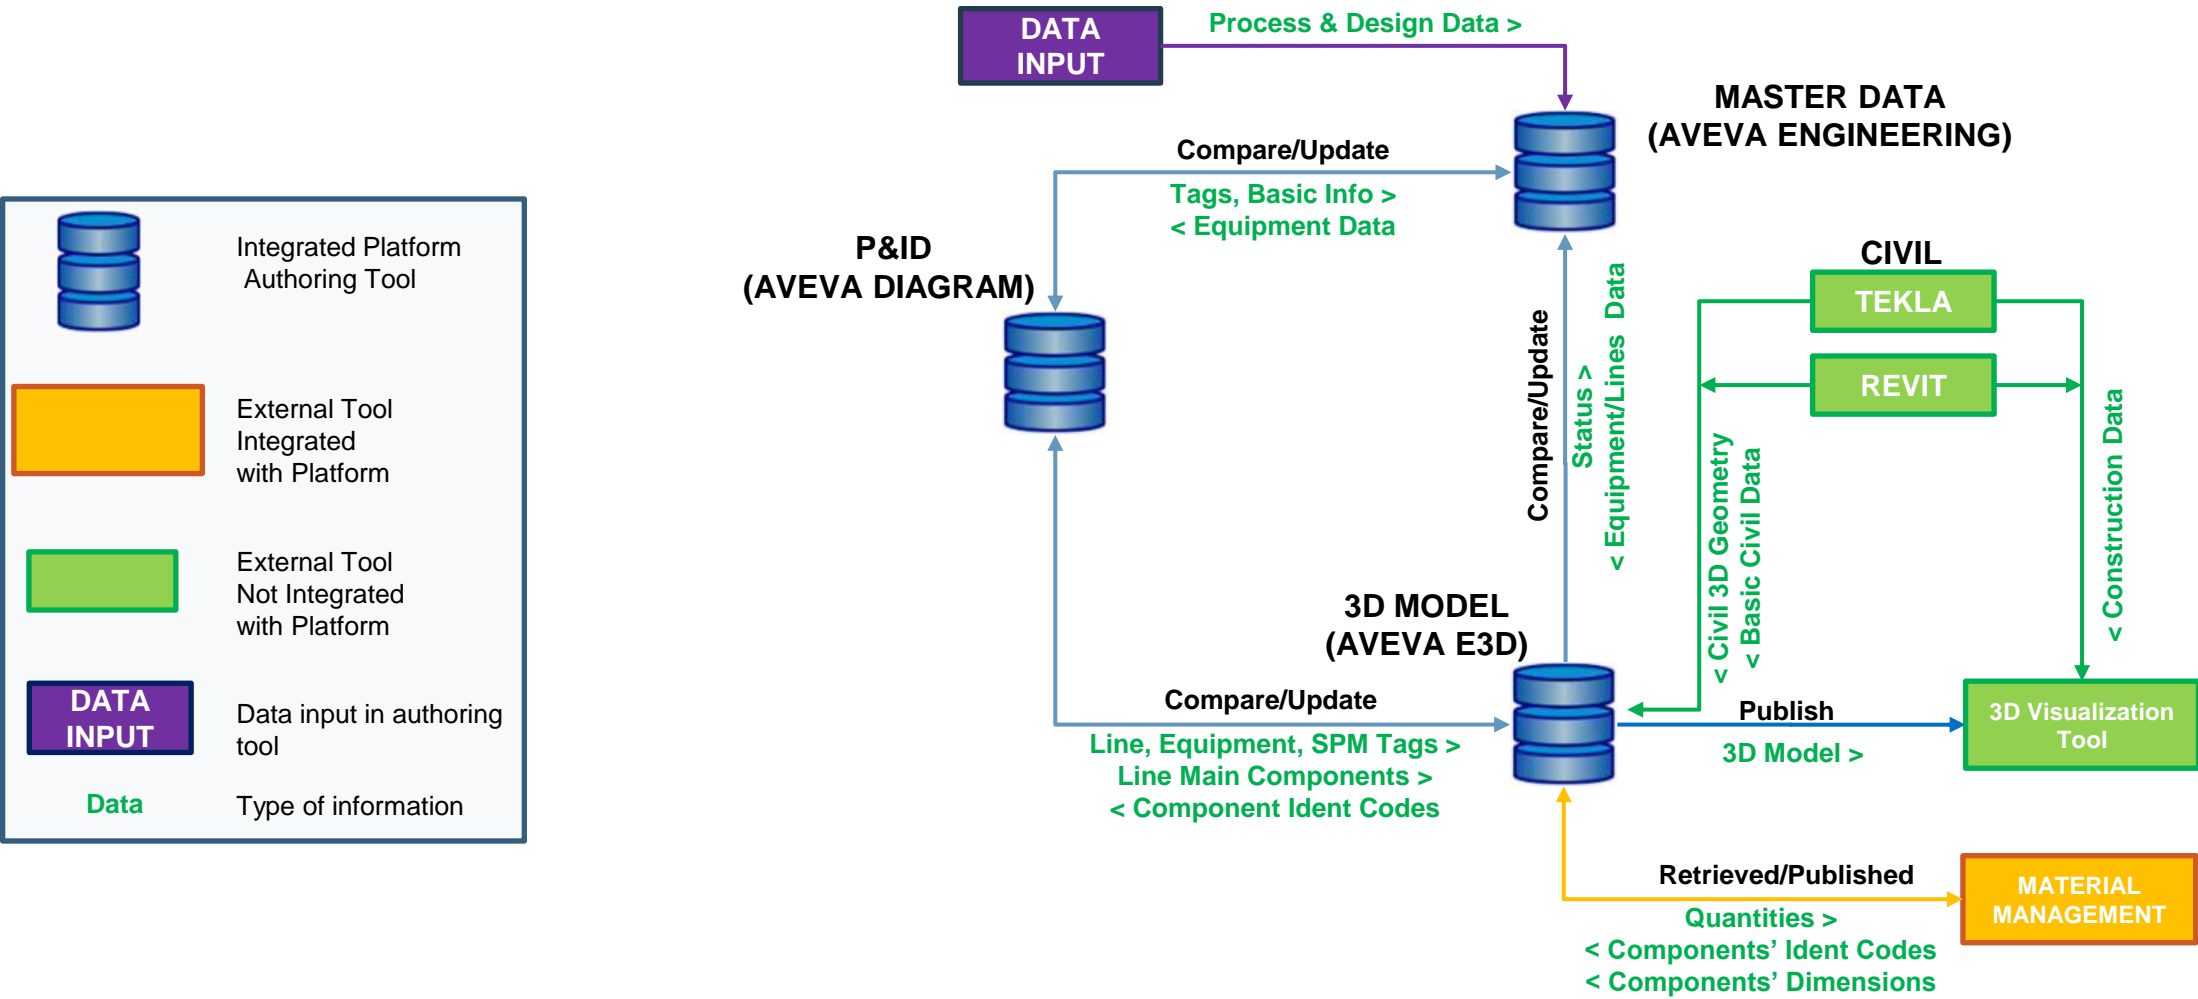 DATA
INPUT
Process & Design Data >
MASTER DATA
(AVEVA ENGINEERING)
Compare/Update
Tags, Basic Info >
< Equipment Data
P&ID
(AVEVA DIAGRAM)
Integrated Platform
Authoring Tool
External Tool
Integrated
with Platform
External Tool
Not Integrated
with Platform
DATA
INPUT
Data input in authoring
tool
Data
Type of information
Compare/Update
Status >
< Equipment/Lines Data
CIVIL
TEKLA
REVIT
< Civil 3D Geometry
< Basic Civil Data
< Construction Data
3D MODEL
(AVEVA E3D)
Compare/Update
Line, Equipment, SPM Tags >
Line Main Components >
< Component Ident Codes
Publish
3D Model >
3D Visualization
Tool
Retrieved/Published
Quantities >
< Components’ Ident Codes
< Components’ Dimensions
MATERIAL
MANAGEMENT